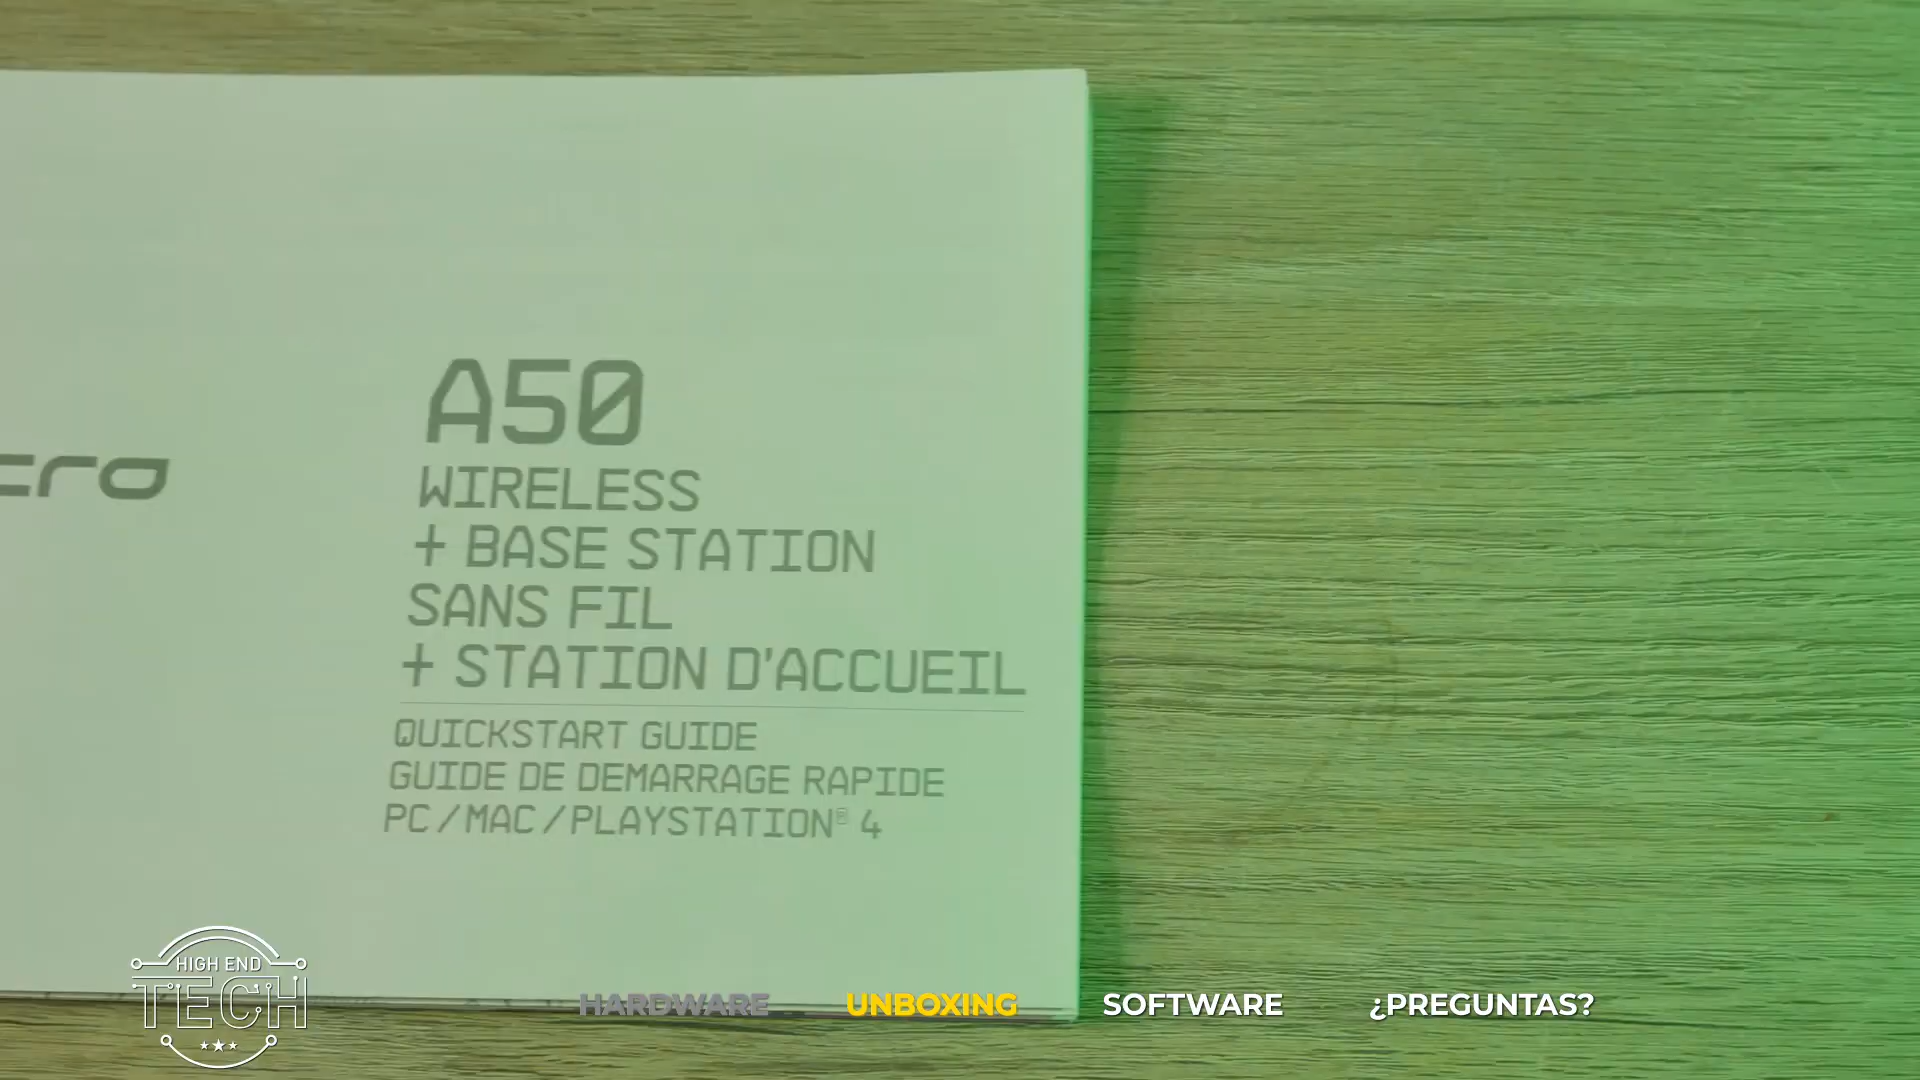 A50
WIRELESS
+ BASE STATION
SANS FIL
+ STATION D'ACCUEIL
QUICKSTART GUIDE
GUIDE DE DEMARRAGE RAPIDE
PC/MAC/PLAYSTATION® 4
HIGH END
TECH
HARDWARE UNBOXING SOFTWARE ¿PREGUNTAS?